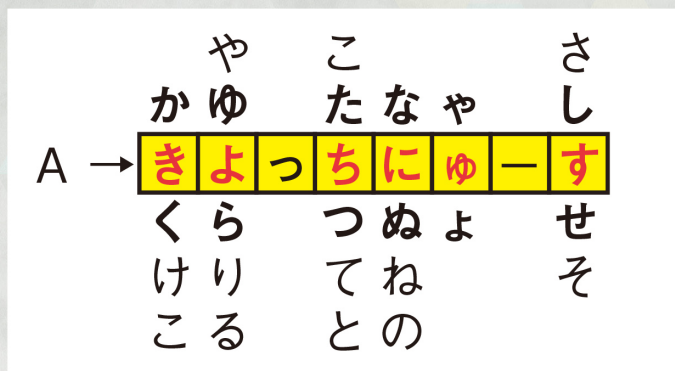 や こ さ
か ゆ た な ゃ し
A → き よ っ ち に ゅ ー す
く ら つ ぬ ょ せ
け り て ね そ
こ る と の